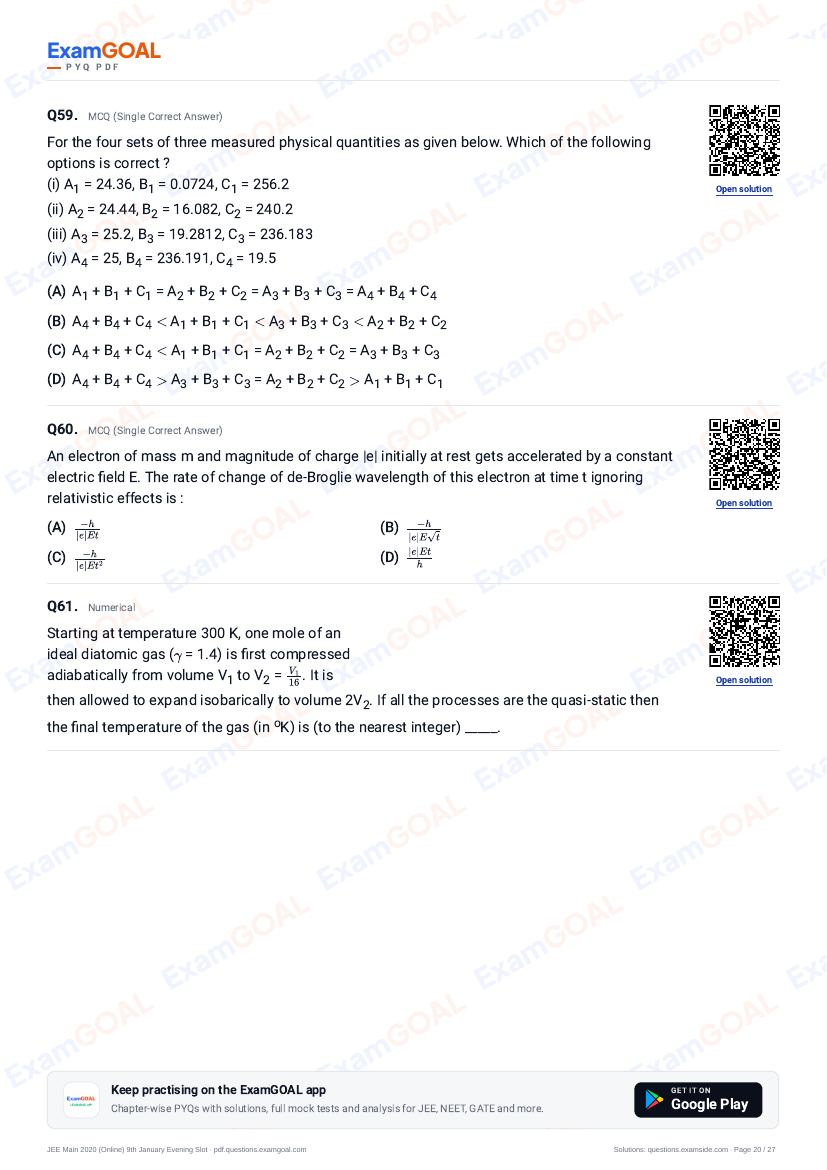 ExamGOAL
PYQ PDF
Q59. MCQ (Single Correct Answer)
For the four sets of three measured physical quantities as given below. Which of the following
options is correct ?
(i) A1 = 24.36, B1 = 0.0724, C1 = 256.2
(ii) A2 = 24.44, B2 = 16.082, C2 = 240.2
(iii) A3 = 25.2, B3 = 19.2812, C3 = 236.183
(iv) A4 = 25, B4 = 236.191, C4 = 19.5
(A) A1 + B1 + C1 = A2 + B2 + C2 = A3 + B3 + C3 = A4 + B4 + C4
(B) A4 + B4 + C4 < A1 + B1 + C1 < A3 + B3 + C3 < A2 + B2 + C2
(C) A4 + B4 + C4 < A1 + B1 + C1 = A2 + B2 + C2 = A3 + B3 + C3
(D) A4 + B4 + C4 > A3 + B3 + C3 = A2 + B2 + C2 > A1 + B1 + C1
Open solution
Q60. MCQ (Single Correct Answer)
An electron of mass m and magnitude of charge |e| initially at rest gets accelerated by a constant
electric field E. The rate of change of de-Broglie wavelength of this electron at time t ignoring
relativistic effects is :
(A) −h/|e|Et (B) −h/|e|E√t
(C) −h/|e|Et² (D) |e|Et/h
Open solution
Q61. Numerical
Starting at temperature 300 K, one mole of an
ideal diatomic gas (γ = 1.4) is first compressed
adiabatically from volume V1 to V2 = V1/16. It is
then allowed to expand isobarically to volume 2V2. If all the processes are the quasi-static then
the final temperature of the gas (in °K) is (to the nearest integer) _____.
Open solution
Keep practising on the ExamGOAL app
Chapter-wise PYQs with solutions, full mock tests and analysis for JEE, NEET, GATE and more.
GET IT ON
Google Play
JEE Main 2020 (Online) 9th January Evening Slot · pdf.questions.examgoal.com
Solutions: questions.examside.com · Page 20 / 27